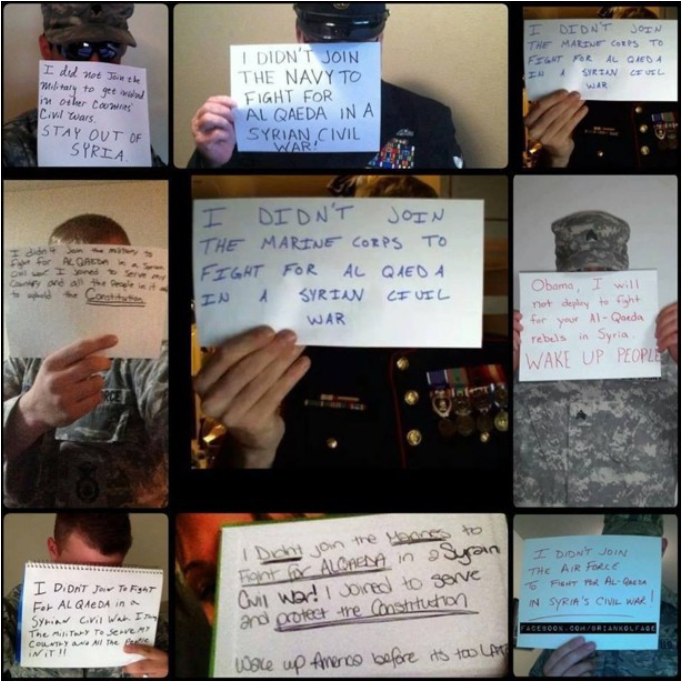 I did not Join the
Military to get involved
in other Countries'
Civil Wars.
STAY OUT OF
SYRIA.
I DIDN'T JOIN
THE NAVY TO
FIGHT FOR
AL QAEDA IN A
SYRIAN CIVIL
WAR!
I DIDN'T JOIN
THE MARINE CORPS TO
FIGHT FOR AL QAEDA
IN A SYRIAN CIVIL
WAR
I didn't Join the military to
fight for ALQAEDA in a Syrian
Civil war. I Joined to Serve my
Country and all the People in it and
to uphold the Constitution
I DIDN'T JOIN
THE MARINE CORPS TO
FIGHT FOR AL QAEDA
IN A SYRIAN CIVIL
WAR
Obama, I will
not deploy to fight
for your Al-Qaeda
rebels in Syria.
WAKE UP PEOPLE
I DIDNT JOIN TO FIGHT
FOR ALQAEDA in a
Syrian Civil War. I
The Military To Serve My
Country and All The People
iN iT!!
I Didnt join the Marines to
Fight for ALQAEDA in a Syrain
Civil War! I Joined to serve
and protect the Constitution
Wake up America before its too LATE
I DIDN'T JOIN
THE AIR FORCE
TO FIGHT FOR AL-QAEDA
IN SYRIA'S CIVIL WAR!
FACEBOOK.COM/BRIANKOLFAGE